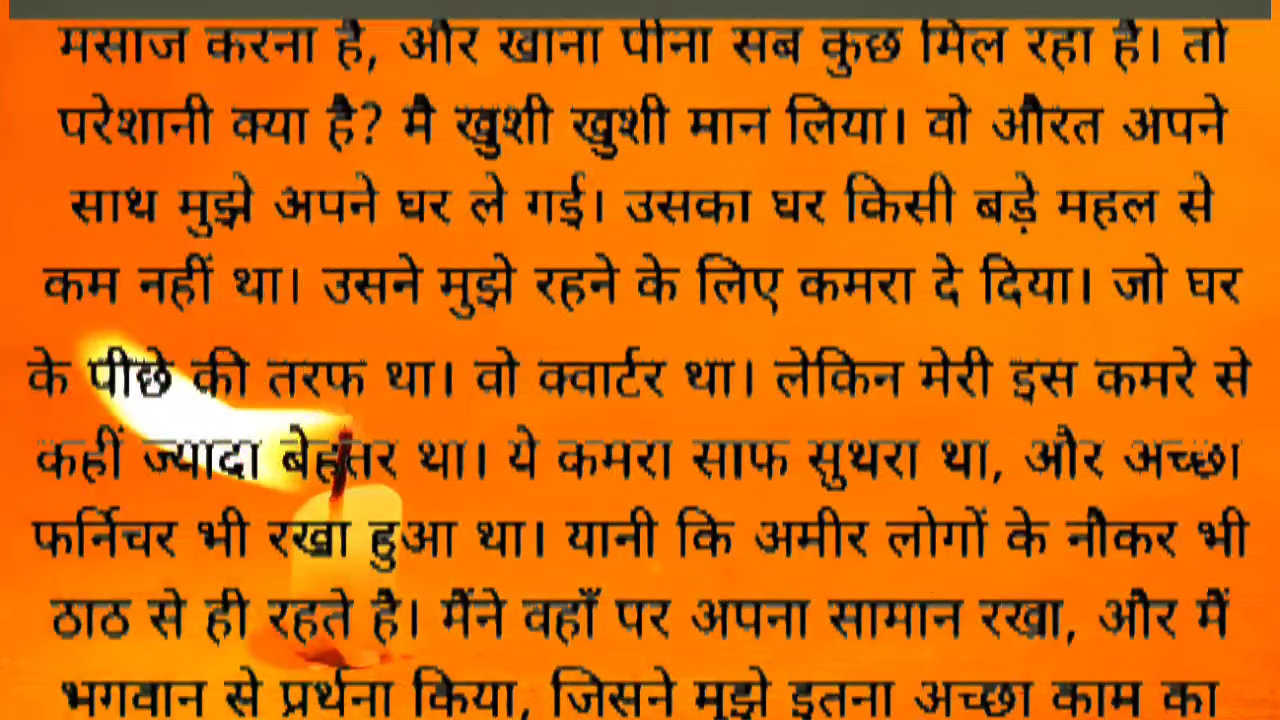 मसाज करना है, और खाना पीना सब कुछ मिल रहा है। तो
परेशानी क्या है? मै खुशी खुशी मान लिया। वो औरत अपने
साथ मुझे अपने घर ले गई। उसका घर किसी बड़े महल से
कम नहीं था। उसने मुझे रहने के लिए कमरा दे दिया। जो घर
के पीछे की तरफ था। वो क्वार्टर था। लेकिन मेरी इस कमरे से
कहीं ज्यादा बेहतर था। ये कमरा साफ सुथरा था, और अच्छा
फर्निचर भी रखा हुआ था। यानी कि अमीर लोगों के नौकर भी
ठाठ से ही रहते है। मैंने वहाँ पर अपना सामान रखा, और मैं
भगवान से प्रर्थना किया, जिसने मुझे इतना अच्छा काम का